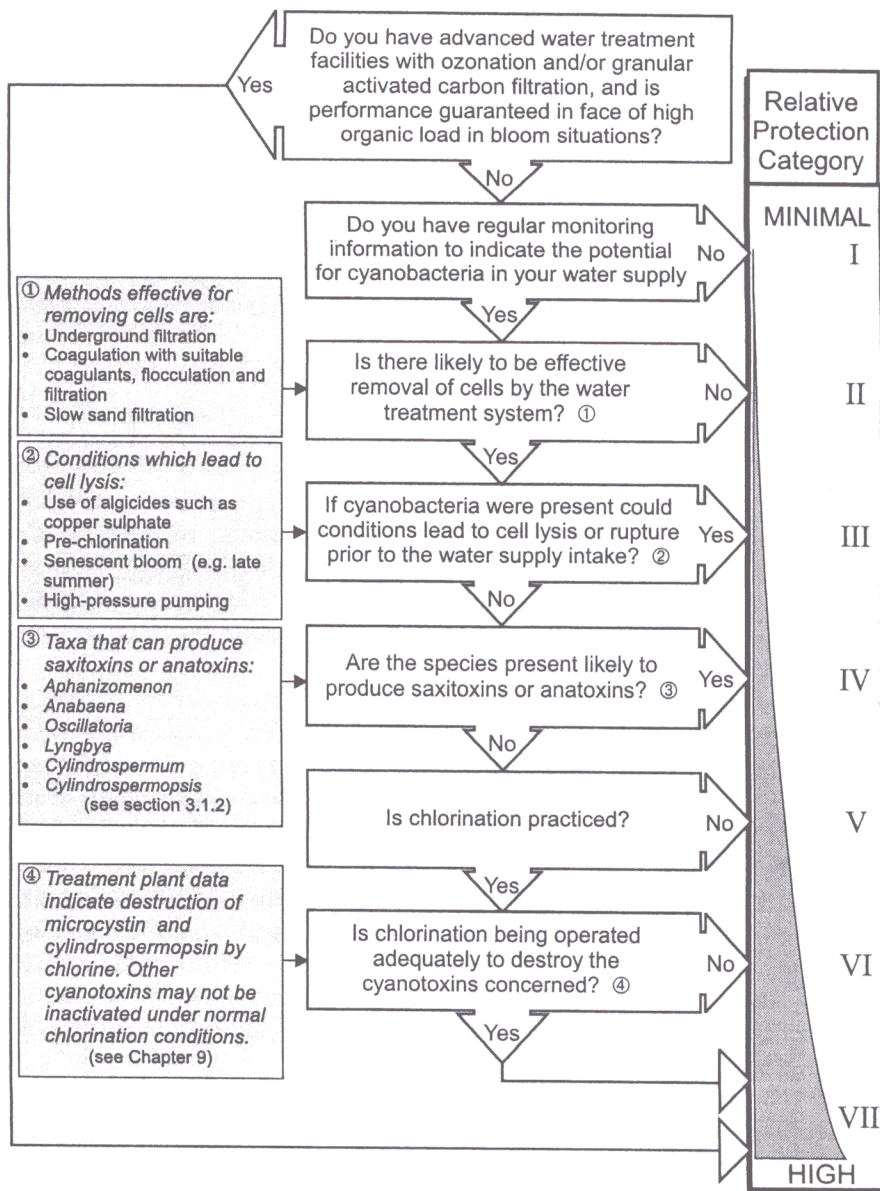 Do you have advanced water treatment
facilities with ozonation and/or granular
activated carbon filtration, and is
performance guaranteed in face of high
organic load in bloom situations?
Yes
No
Relative
Protection
Category
MINIMAL
Do you have regular monitoring
information to indicate the potential
for cyanobacteria in your water supply
No
I
Yes
① Methods effective for
removing cells are:
• Underground filtration
• Coagulation with suitable
coagulants, flocculation and
filtration
• Slow sand filtration
Is there likely to be effective
removal of cells by the water
treatment system? ①
No
II
Yes
② Conditions which lead to
cell lysis:
• Use of algicides such as
copper sulphate
• Pre-chlorination
• Senescent bloom (e.g. late
summer)
• High-pressure pumping
If cyanobacteria were present could
conditions lead to cell lysis or rupture
prior to the water supply intake? ②
Yes
III
No
③ Taxa that can produce
saxitoxins or anatoxins:
• Aphanizomenon
• Anabaena
• Oscillatoria
• Lyngbya
• Cylindrospermum
• Cylindrospermopsis
(see section 3.1.2)
Are the species present likely to
produce saxitoxins or anatoxins? ③
Yes
IV
No
Is chlorination practiced?
No
V
Yes
④ Treatment plant data
indicate destruction of
microcystin and
cylindrospermopsin by
chlorine. Other
cyanotoxins may not be
inactivated under normal
chlorination conditions.
(see Chapter 9)
Is chlorination being operated
adequately to destroy the
cyanotoxins concerned? ④
No
VI
Yes
VII
HIGH